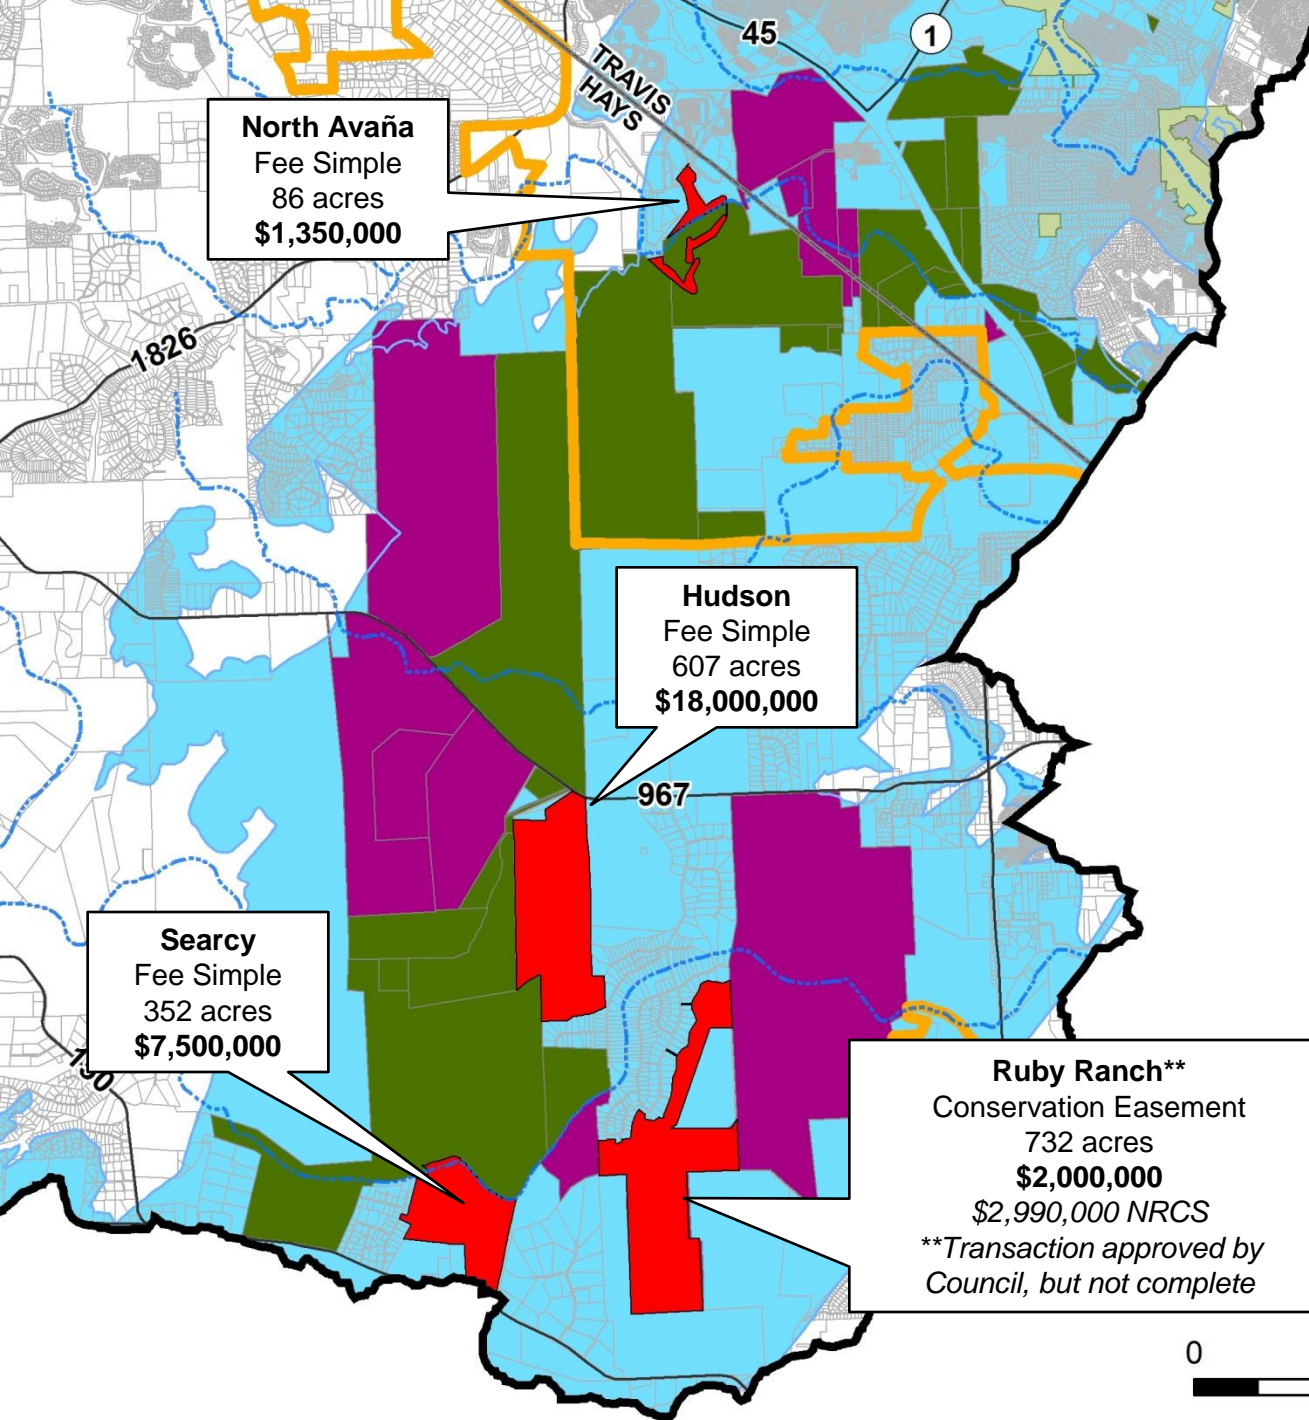 45
1
TRAVIS
HAYS
North Avaña
Fee Simple
86 acres
$1,350,000
1826
Hudson
Fee Simple
607 acres
$18,000,000
967
Searcy
Fee Simple
352 acres
$7,500,000
150
Ruby Ranch**
Conservation Easement
732 acres
$2,000,000
$2,990,000 NRCS
**Transaction approved by
Council, but not complete
0